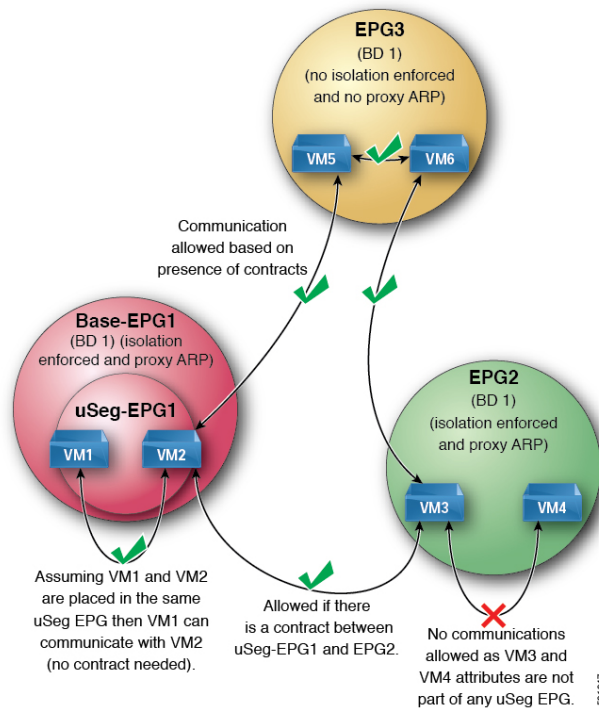 EPG3
(BD 1)
(no isolation enforced
and no proxy ARP)
VM5
VM6
Communication
allowed based on
presence of contracts
Base-EPG1
(BD 1) (isolation
enforced and proxy ARP)
uSeg-EPG1
VM1
VM2
EPG2
(BD 1)
(isolation enforced
and proxy ARP)
VM3
VM4
Assuming VM1 and VM2
are placed in the same
uSeg EPG then VM1 can
communicate with VM2
(no contract needed).
Allowed if there
is a contract between
uSeg-EPG1 and EPG2.
No communications
allowed as VM3 and
VM4 attributes are not
part of any uSeg EPG.